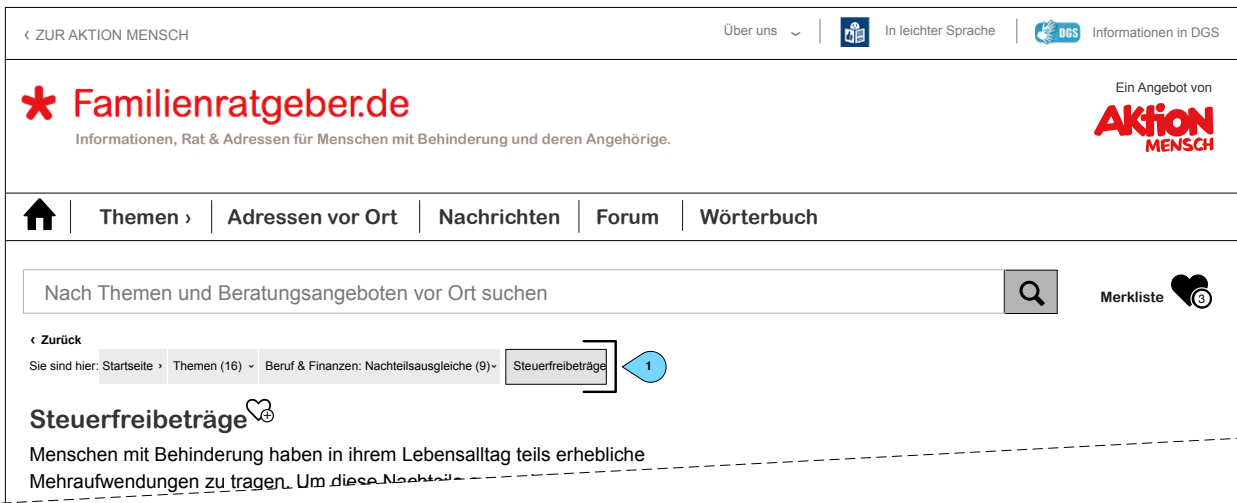 ‹ ZUR AKTION MENSCH
Über uns
In leichter Sprache
DGS
Informationen in DGS
Familienratgeber.de
Informationen, Rat & Adressen für Menschen mit Behinderung und deren Angehörige.
Ein Angebot von
AKtiON
MENSCH
Themen ›
Adressen vor Ort
Nachrichten
Forum
Wörterbuch
Nach Themen und Beratungsangeboten vor Ort suchen
Merkliste
3
‹ Zurück
Sie sind hier: Startseite › Themen (16) Beruf & Finanzen: Nachteilsausgleiche (9) Steuerfreibeträge
1
Steuerfreibeträge
Menschen mit Behinderung haben in ihrem Lebensalltag teils erhebliche
Mehraufwendungen zu tragen. Um diese